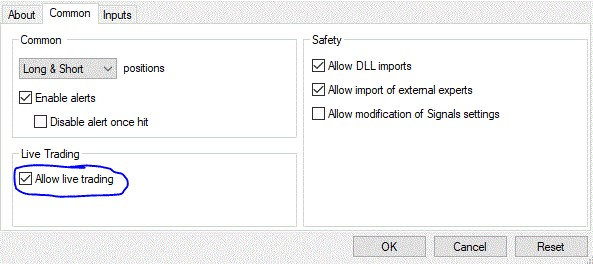 About Common Inputs
Common
Long & Short positions
Enable alerts
Disable alert once hit
Live Trading
Allow live trading
Safety
Allow DLL imports
Allow import of external experts
Allow modification of Signals settings
OK Cancel Reset